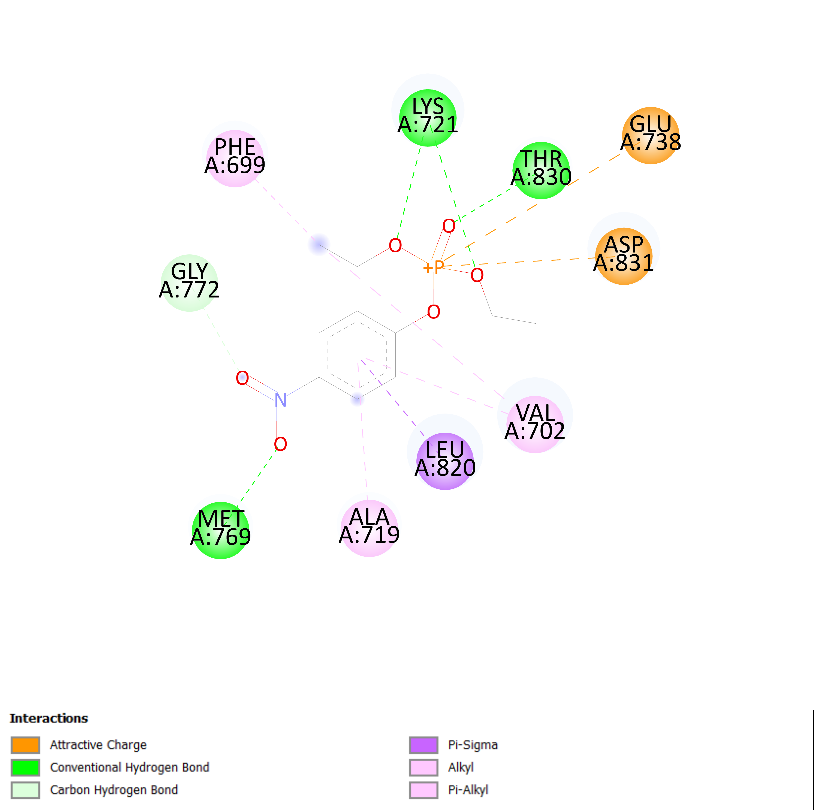 LYS
A:721
GLU
A:738
PHE
A:699
THR
A:830
O
ASP
A:831
O
+P
O
GLY
A:772
O
O
N
VAL
A:702
O
LEU
A:820
MET
A:769
ALA
A:719
Interactions
Attractive Charge
Conventional Hydrogen Bond
Carbon Hydrogen Bond
Pi-Sigma
Alkyl
Pi-Alkyl